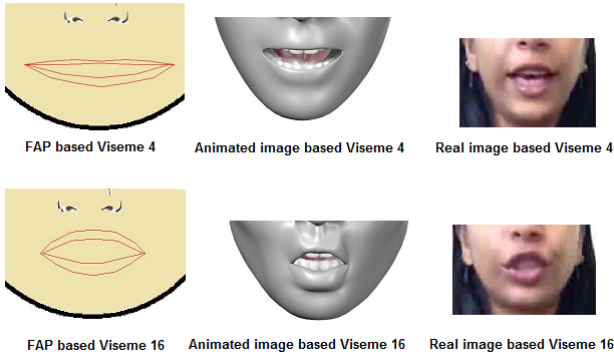 FAP based Viseme 4
Animated image based Viseme 4
Real image based Viseme 4
FAP based Viseme 16
Animated image based Viseme 16
Real image based Viseme 16